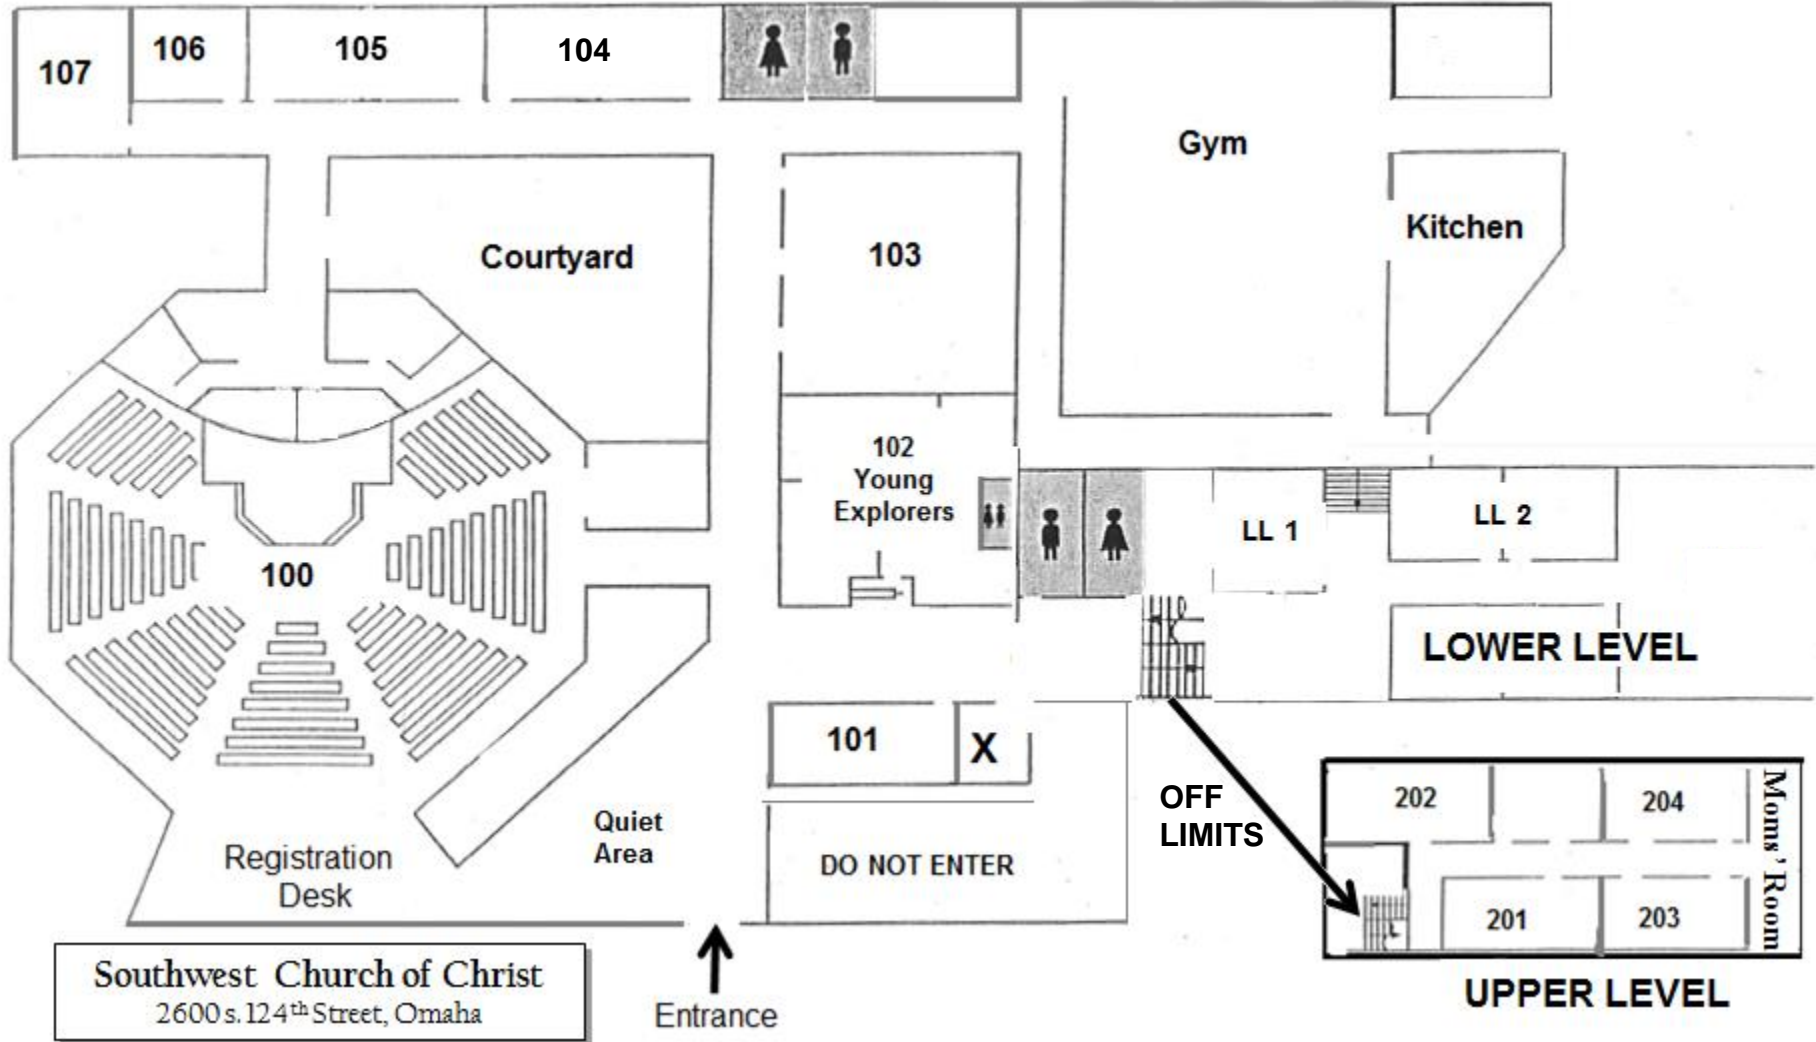 107
106
105
104
Gym
Kitchen
Courtyard
103
102
Young
Explorers
LL 1
LL 2
100
LOWER LEVEL
101
X
OFF
LIMITS
Quiet
Area
DO NOT ENTER
Registration
Desk
202
204
201
203
Moms' Room
UPPER LEVEL
Entrance
Southwest Church of Christ
2600 s. 124th Street, Omaha